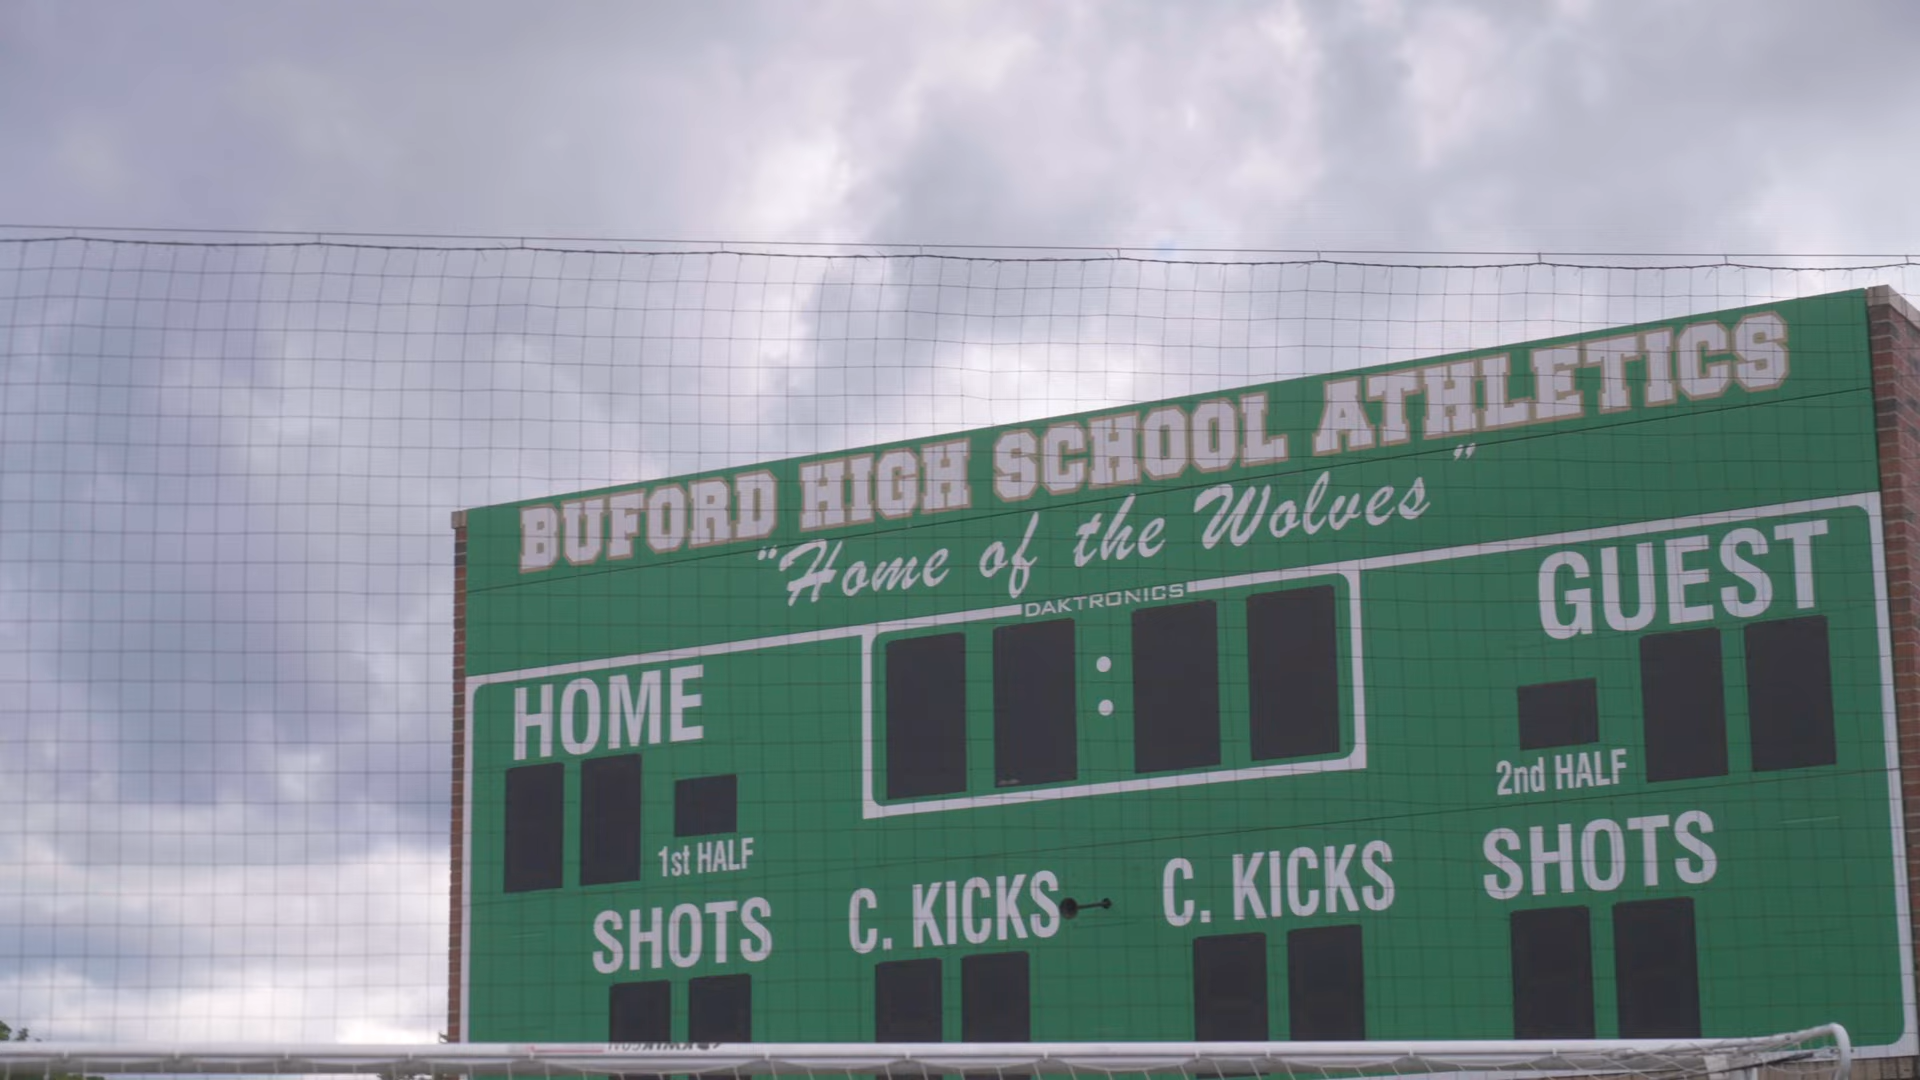 BUFORD HIGH SCHOOL ATHLETICS
"Home of the Wolves"
DAKTRONICS
HOME
GUEST
1st HALF
2nd HALF
SHOTS
C. KICKS
C. KICKS
SHOTS